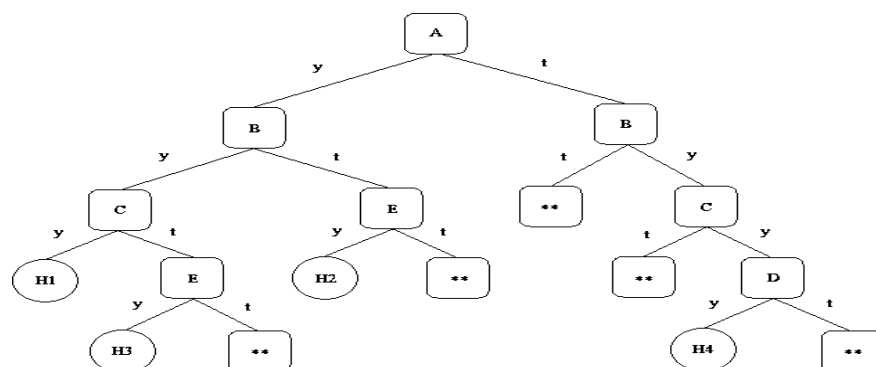 A
y t
B B
y t t y
C E ** C
y t y t t y
H1 E H2 ** ** D
y t y t
H3 ** H4 **